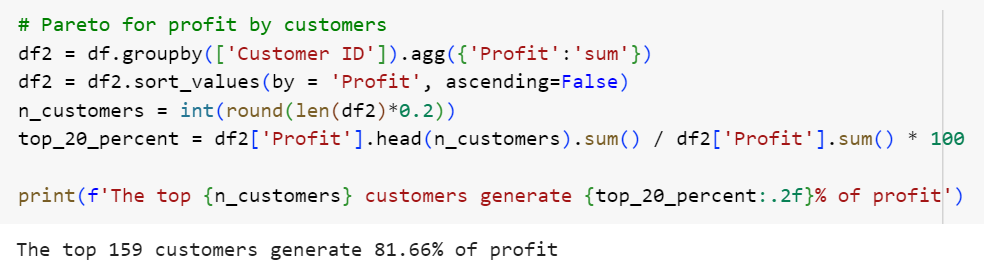 # Pareto for profit by customers
df2 = df.groupby(['Customer ID']).agg({'Profit':'sum'})
df2 = df2.sort_values(by = 'Profit', ascending=False)
n_customers = int(round(len(df2)*0.2))
top_20_percent = df2['Profit'].head(n_customers).sum() / df2['Profit'].sum() * 100
print(f'The top {n_customers} customers generate {top_20_percent:.2f}% of profit')
The top 159 customers generate 81.66% of profit